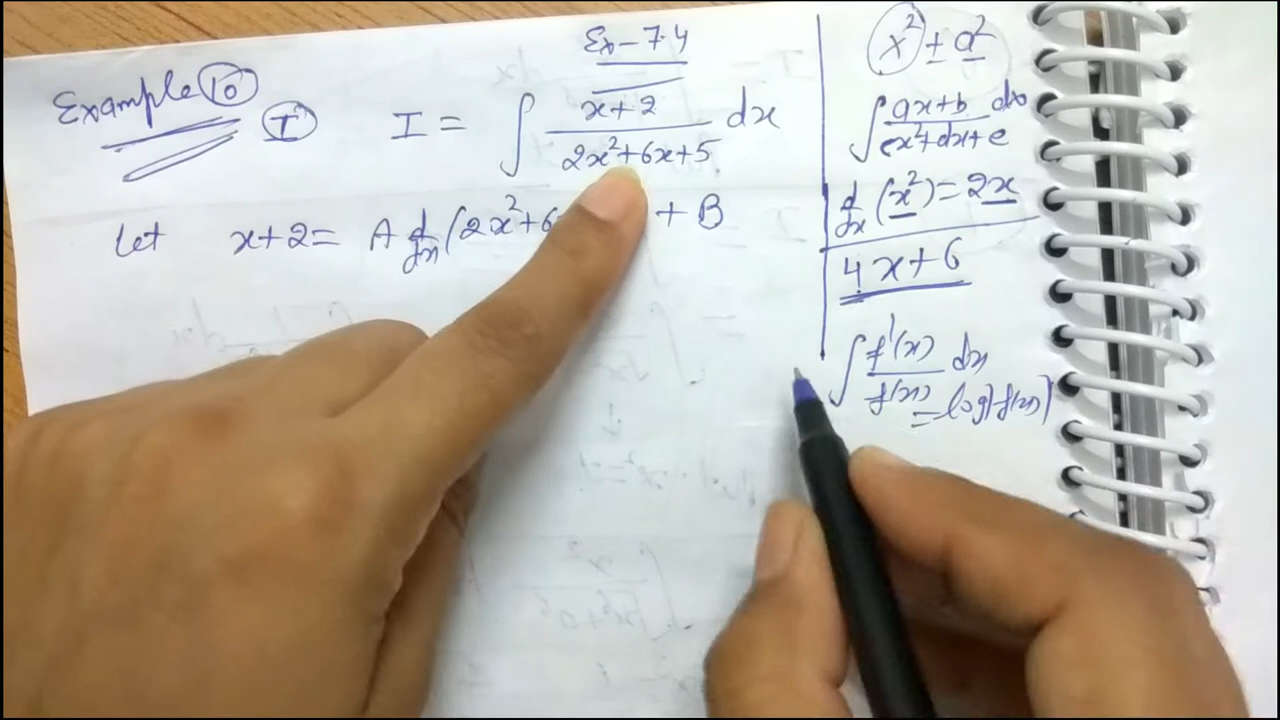 Ex-7.4
Example 10
I I = ∫ x+2 / 2x²+6x+5 dx
Let x+2 = A d/dx (2x²+6 + B
x² ± a²
∫ ax+b / cx²+dx+e dx
d/dx (x²) = 2x
4x+6
∫ f'(x) / f(x) dx
= log|f(x)|